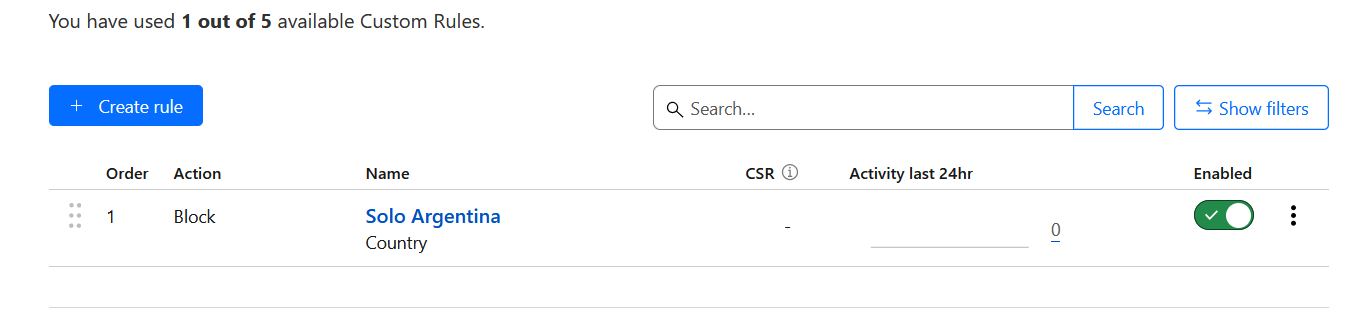 You have used 1 out of 5 available Custom Rules.
+ Create rule
Search...
Search
Show filters
Order Action Name CSR Activity last 24hr Enabled
1 Block Solo Argentina - 0
Country